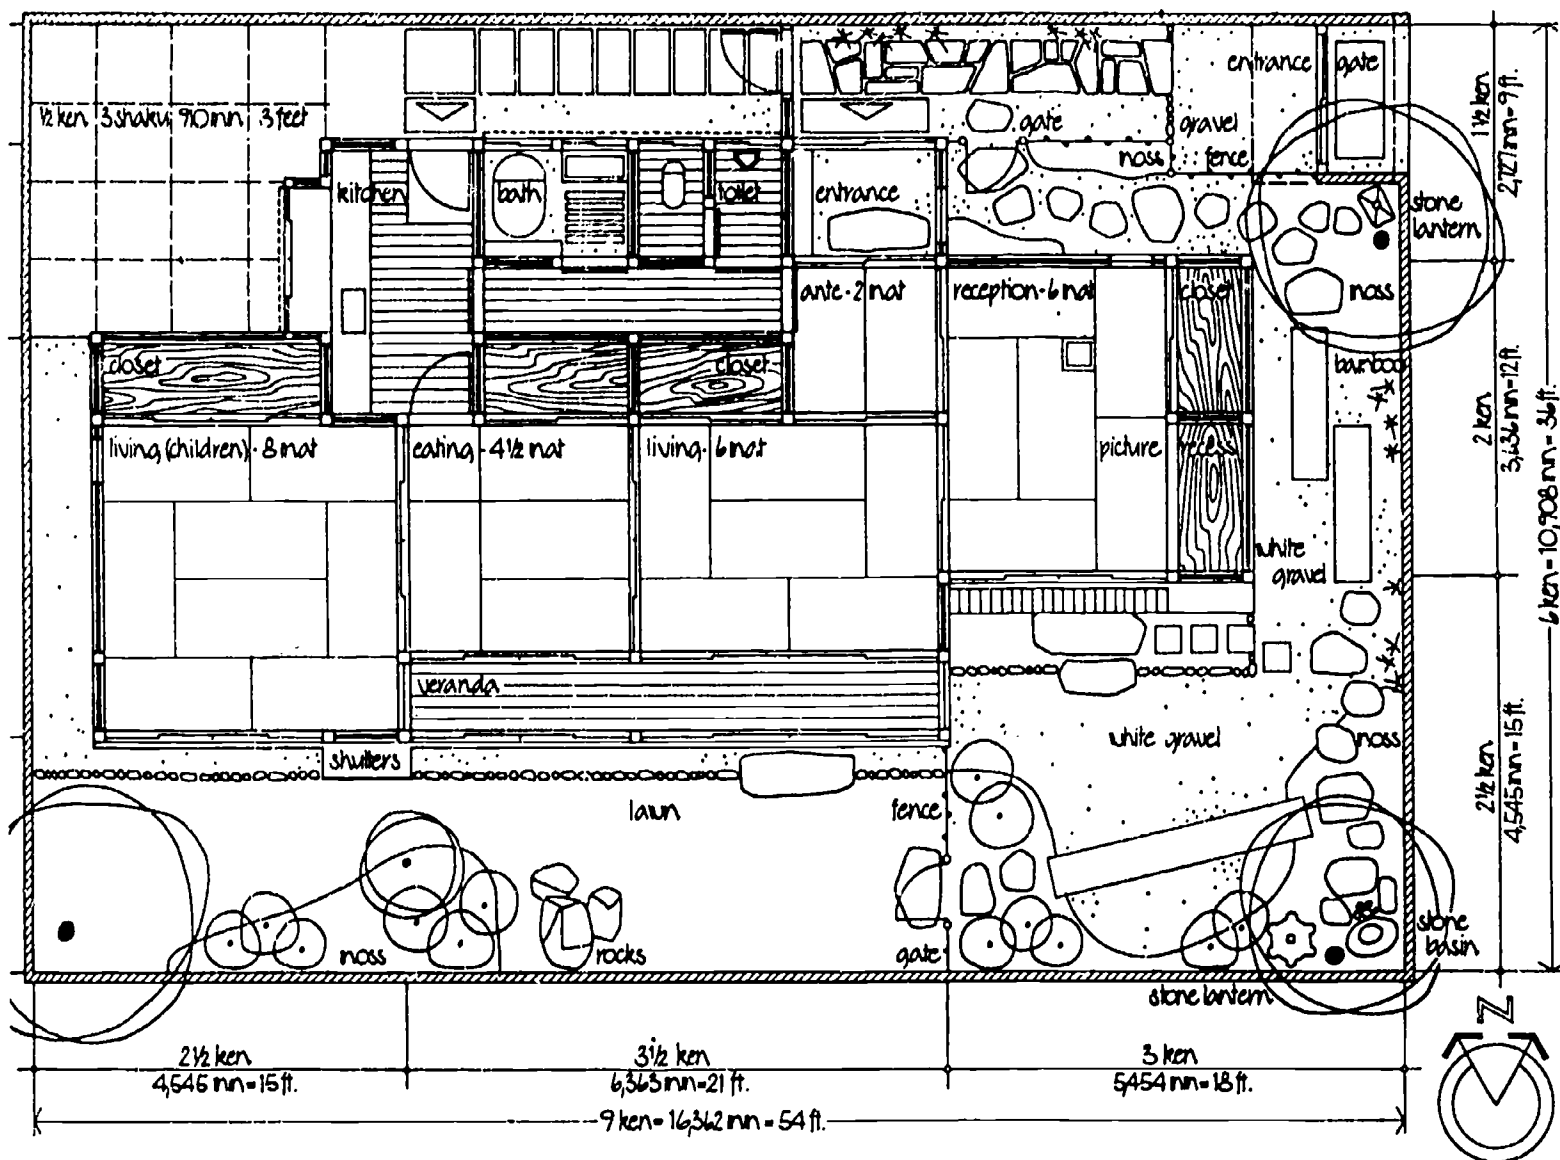 entrance
gate
½ ken 3 shaku 910 mm 3 feet
gate
gravel
moss
fence
kitchen
bath
toilet
entrance
stone
lantern
ante - 2 mat
reception - 6 mat
closet
moss
closet
closet
bamboo
living (children) - 8 mat
eating - 4½ mat
living - 6 mat
picture
recess
white
gravel
veranda
shutters
white gravel
moss
lawn
fence
moss
rocks
gate
stone
basin
stone lantern
1½ ken
2,727 mm = 9 ft.
2 ken
3,636 mm = 12 ft.
2½ ken
4,545 mm = 15 ft.
6 ken = 10,908 mm = 36 ft.
N
2½ ken
4,545 mm = 15 ft.
3½ ken
6,363 mm = 21 ft.
3 ken
5,454 mm = 18 ft.
9 ken = 16,362 mm = 54 ft.